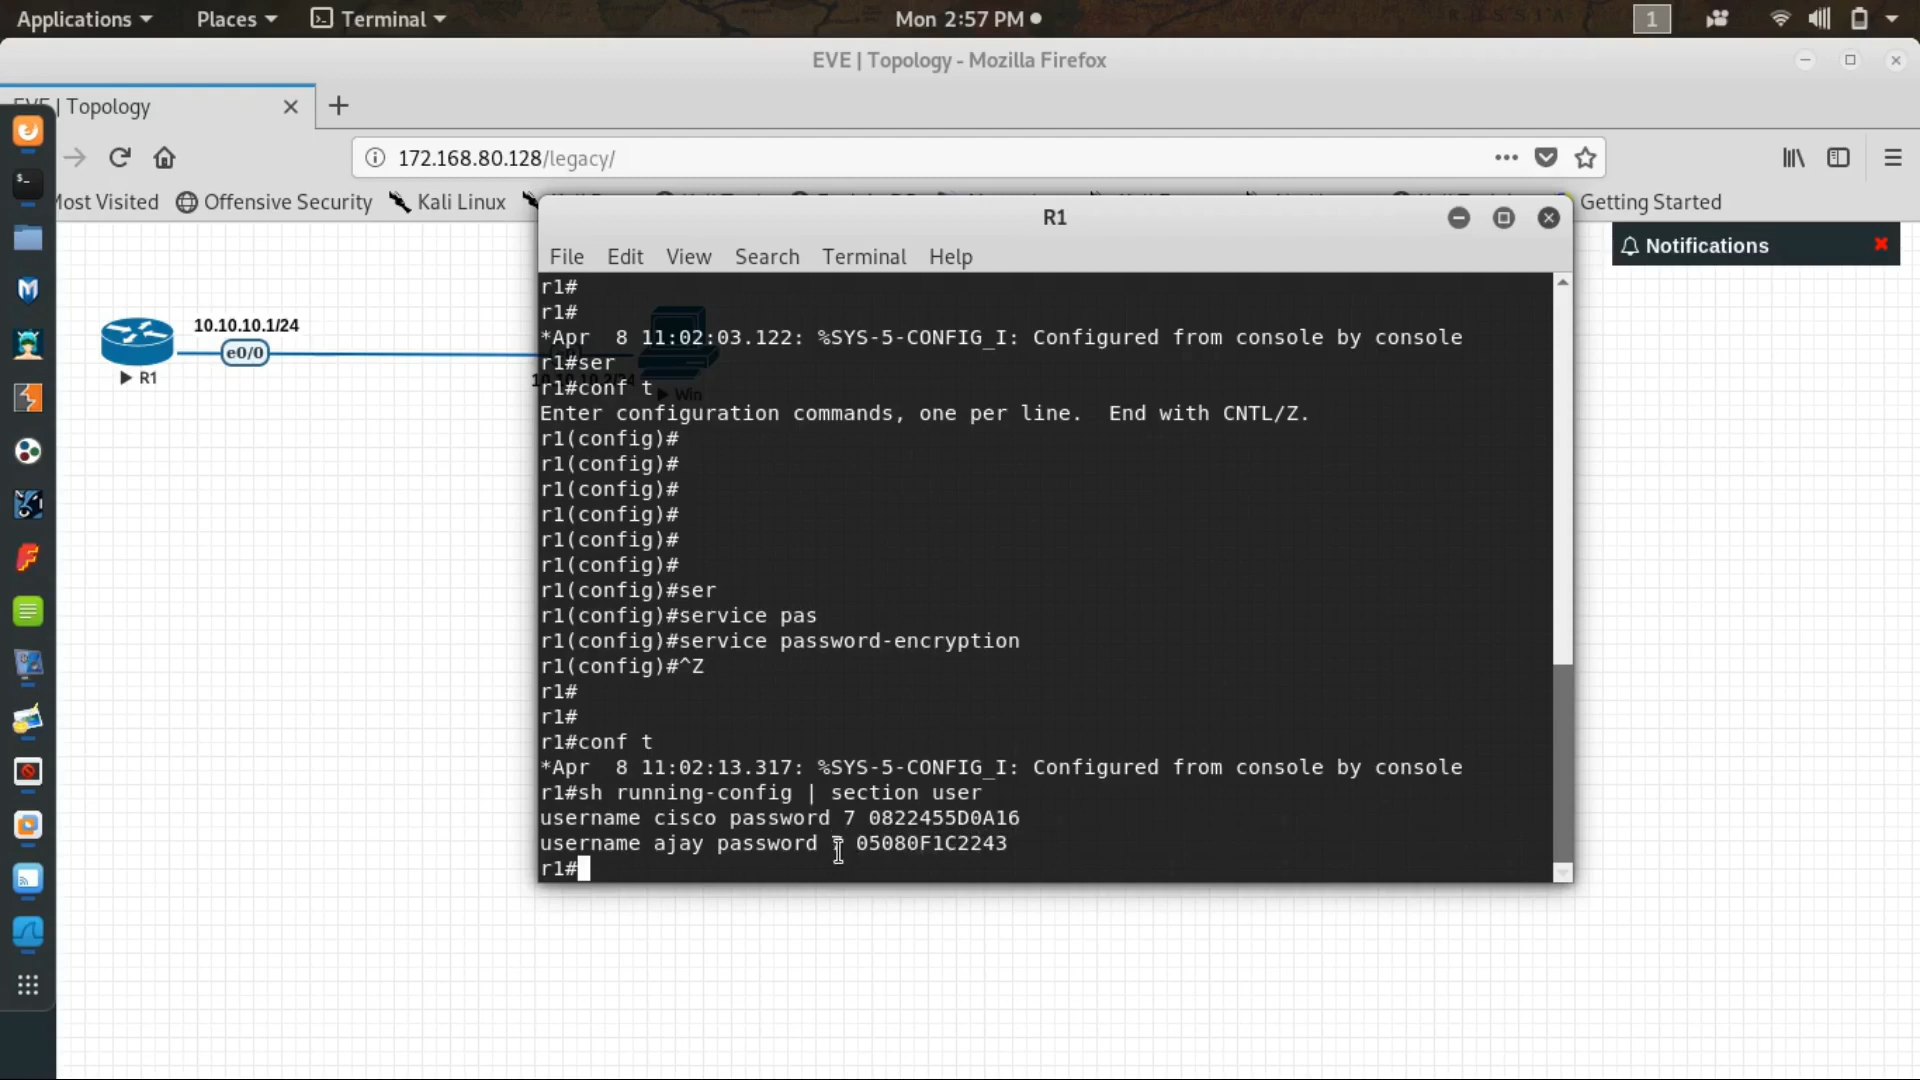 Applications Places Terminal Mon 2:57 PM 1
EVE | Topology - Mozilla Firefox
EVE | Topology
172.168.80.128/legacy/
Most Visited Offensive Security Kali Linux Getting Started
R1
Notifications
File Edit View Search Terminal Help
10.10.10.1/24
e0/0
R1
Win
r1#
r1#
*Apr  8 11:02:03.122: %SYS-5-CONFIG_I: Configured from console by console
r1#ser
r1#conf t
Enter configuration commands, one per line.  End with CNTL/Z.
r1(config)#
r1(config)#
r1(config)#
r1(config)#
r1(config)#
r1(config)#
r1(config)#ser
r1(config)#service pas
r1(config)#service password-encryption
r1(config)#^Z
r1#
r1#
r1#conf t
*Apr  8 11:02:13.317: %SYS-5-CONFIG_I: Configured from console by console
r1#sh running-config | section user
username cisco password 7 0822455D0A16
username ajay password 7 05080F1C2243
r1#